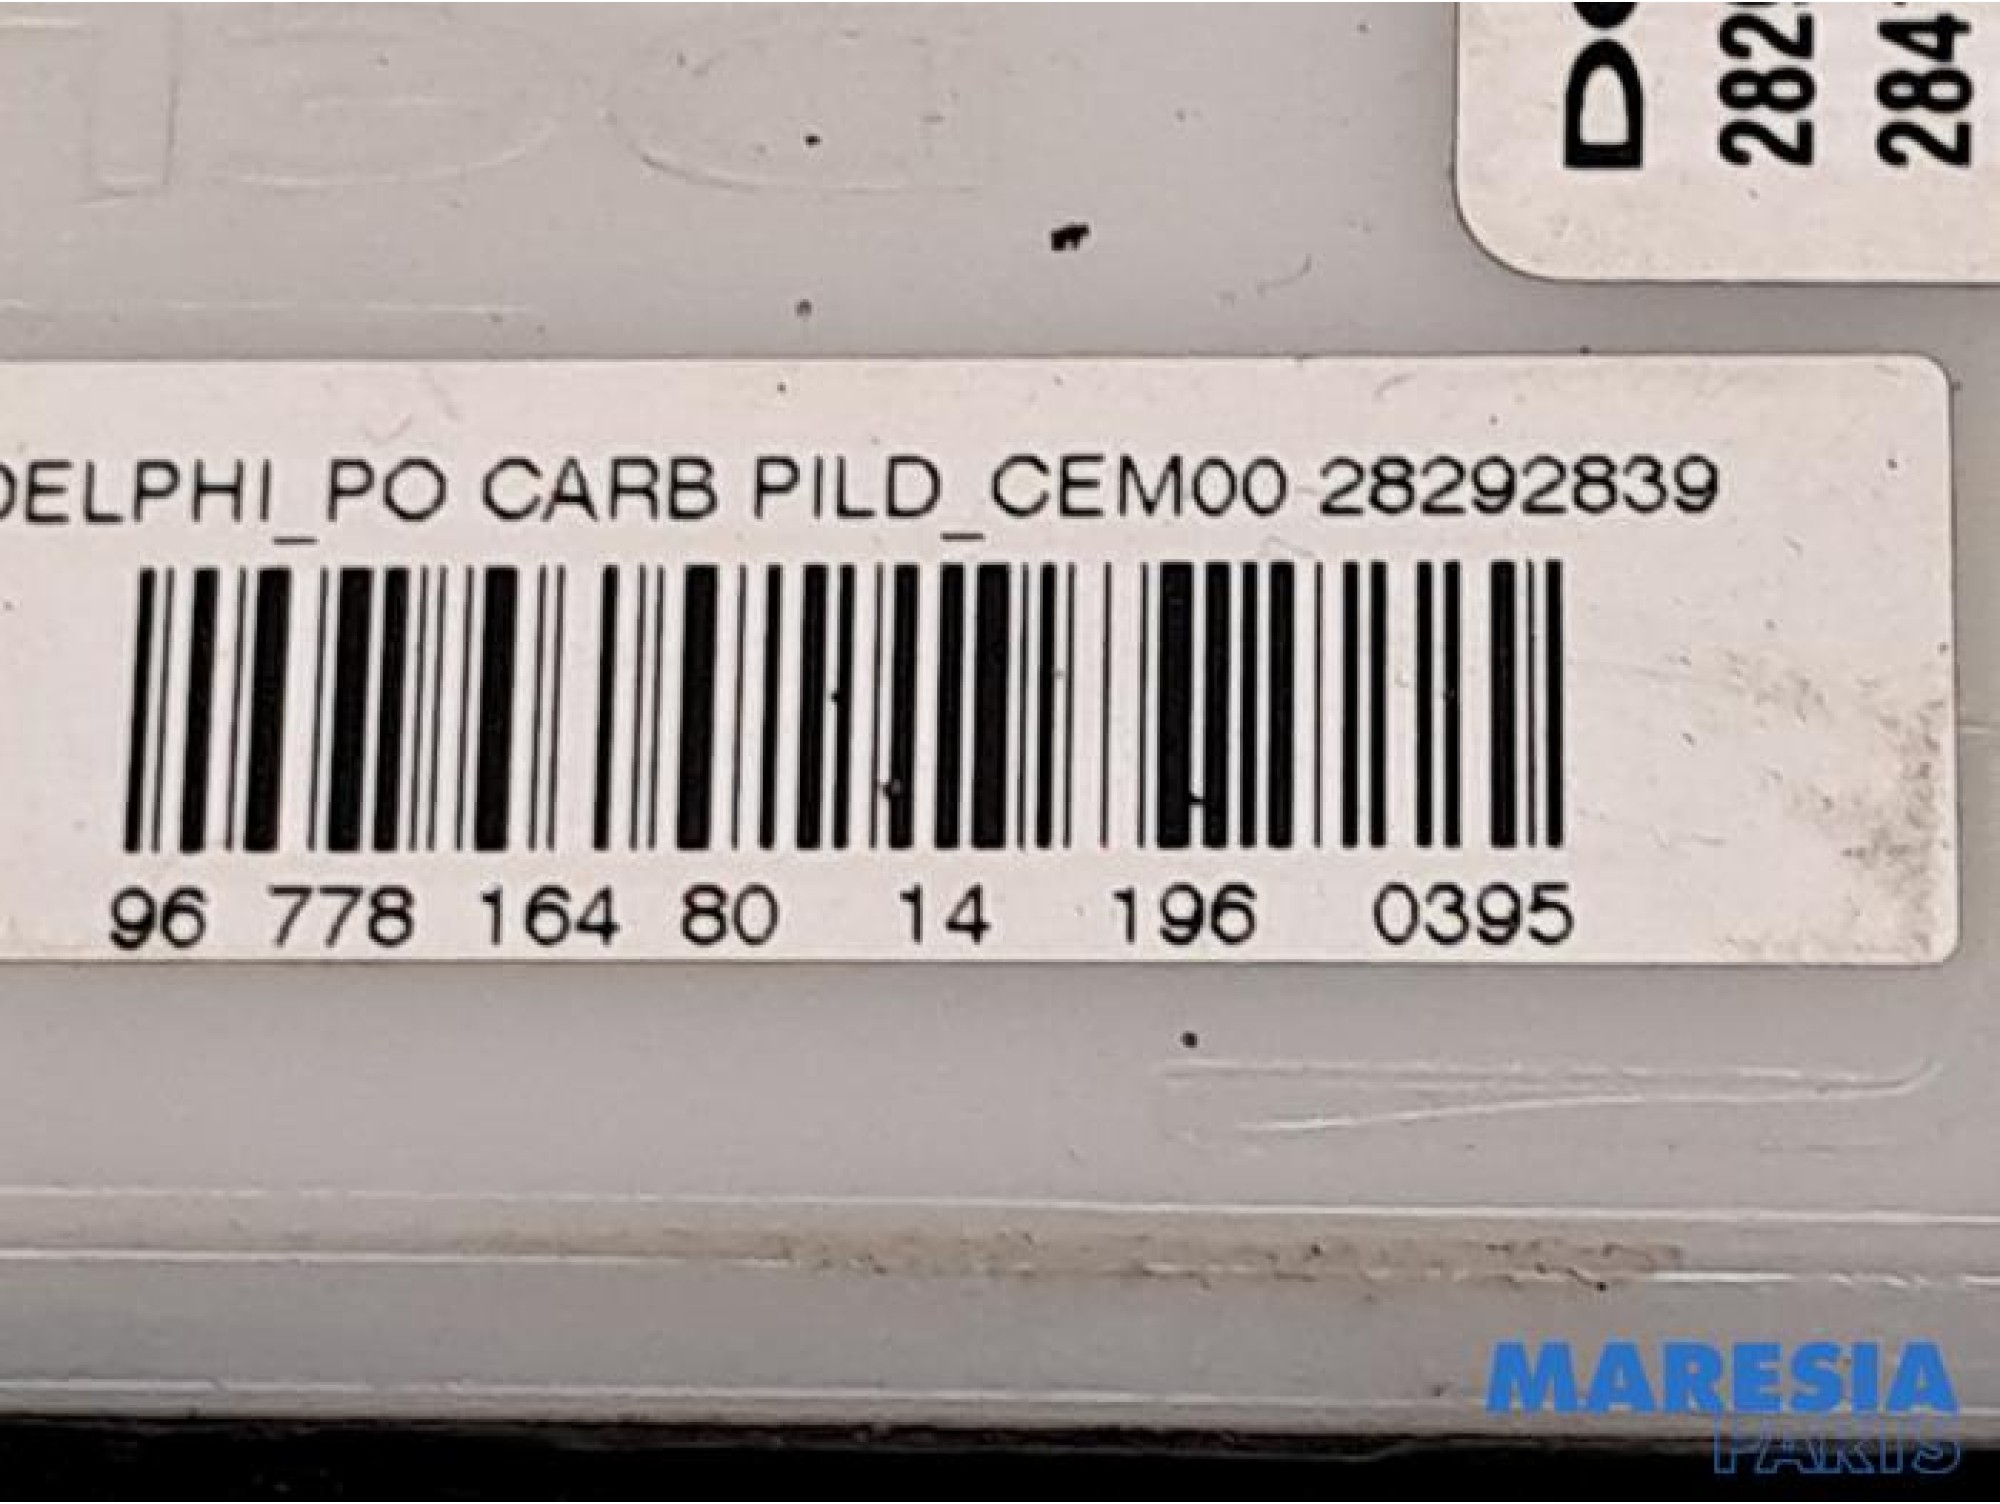 DELPHI_PO CARB PILD_CEM00 28292839
96 778 164 80 14 196 0395
MARESIA
PARTS